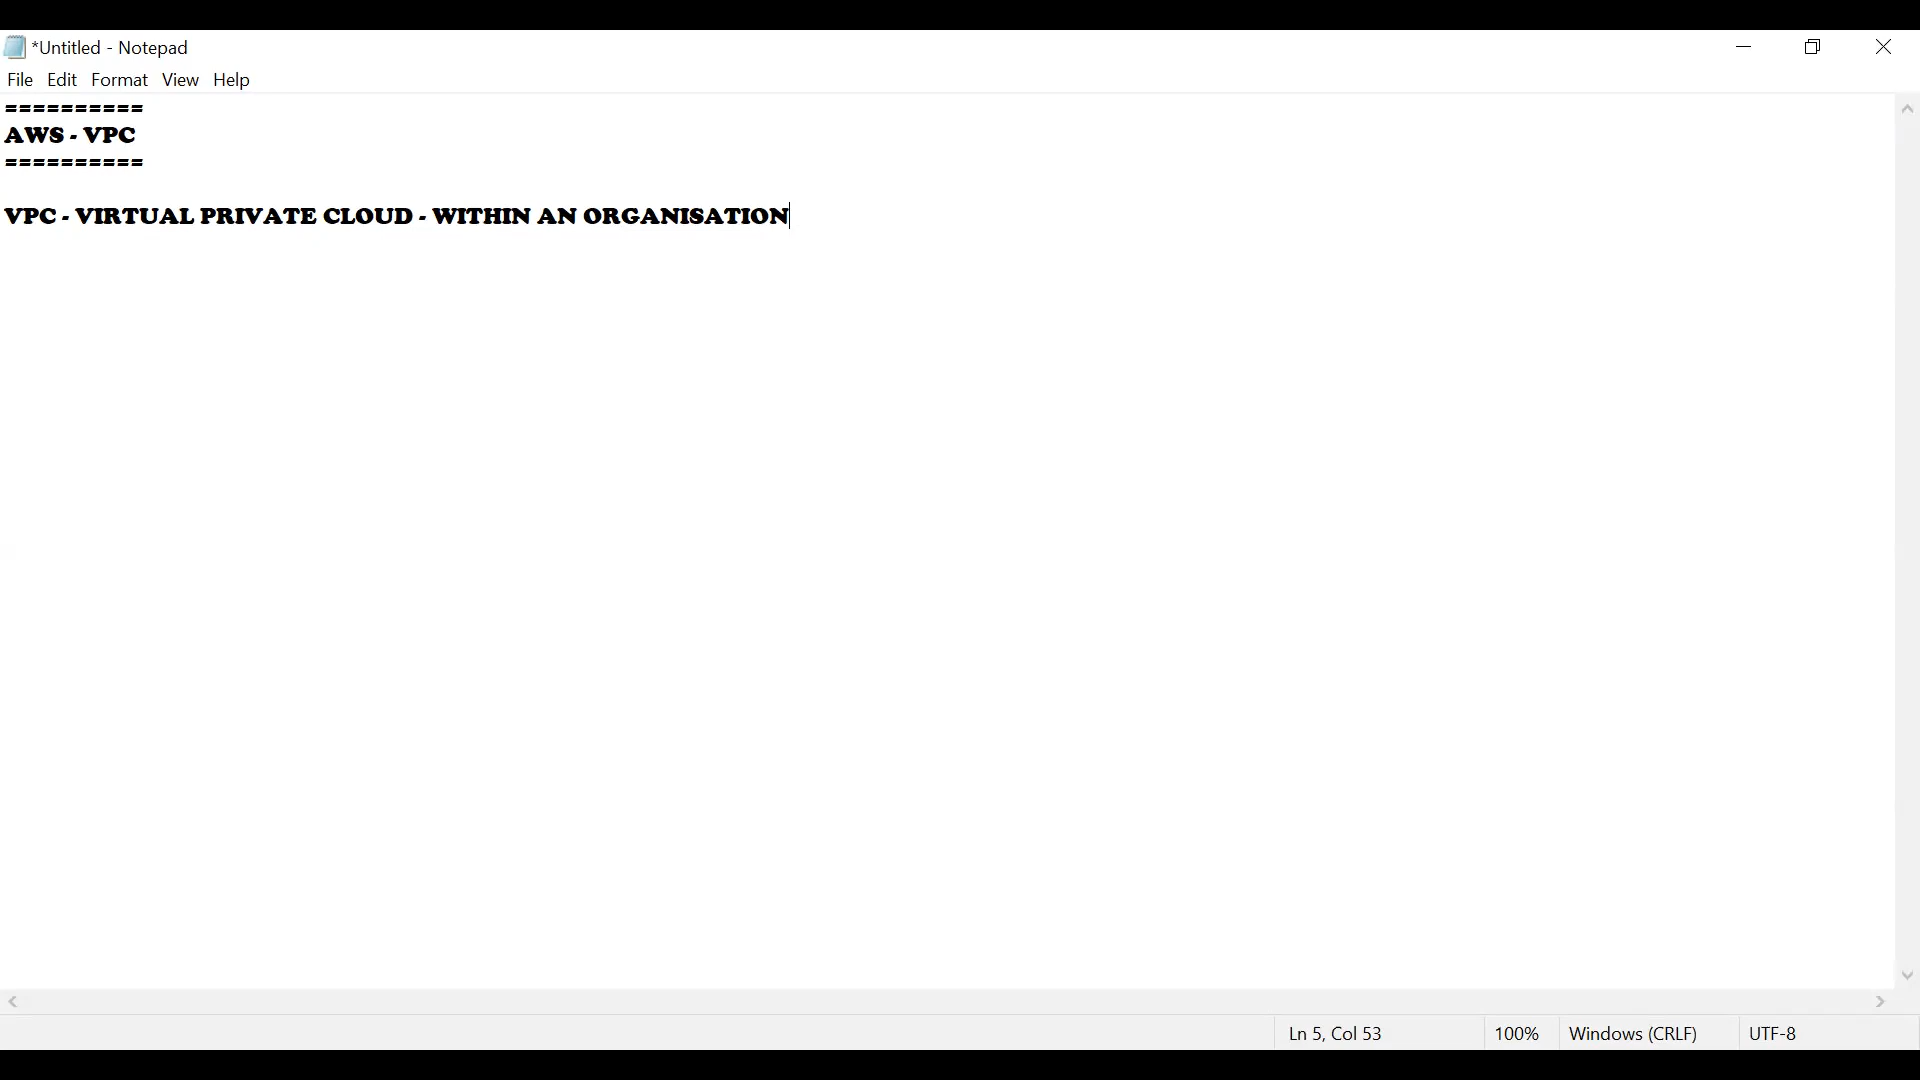 *Untitled - Notepad
File Edit Format View Help
==========
AWS - VPC
==========
VPC - VIRTUAL PRIVATE CLOUD - WITHIN AN ORGANISATION
Ln 5, Col 53 100% Windows (CRLF) UTF-8